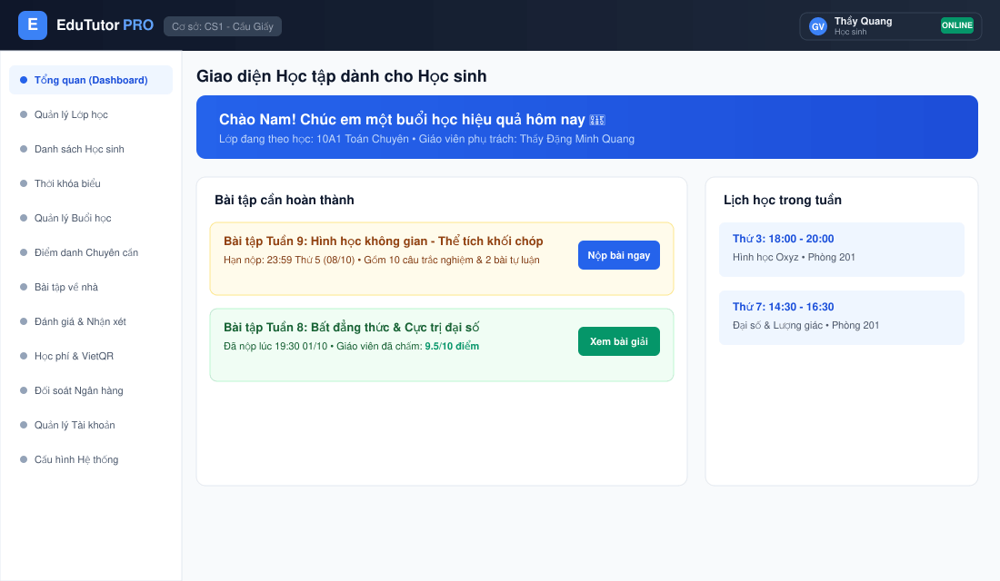 E EduTutor PRO Cơ sở: CS1 - Cầu Giấy
GV Thầy Quang
Học sinh
ONLINE
Tổng quan (Dashboard)
Quản lý Lớp học
Danh sách Học sinh
Thời khóa biểu
Quản lý Buổi học
Điểm danh Chuyên cần
Bài tập về nhà
Đánh giá & Nhận xét
Học phí & VietQR
Đối soát Ngân hàng
Quản lý Tài khoản
Cấu hình Hệ thống
Giao diện Học tập dành cho Học sinh
Chào Nam! Chúc em một buổi học hiệu quả hôm nay
Lớp đang theo học: 10A1 Toán Chuyên • Giáo viên phụ trách: Thầy Đặng Minh Quang
Bài tập cần hoàn thành
Bài tập Tuần 9: Hình học không gian - Thể tích khối chóp
Hạn nộp: 23:59 Thứ 5 (08/10) • Gồm 10 câu trắc nghiệm & 2 bài tự luận
Nộp bài ngay
Bài tập Tuần 8: Bất đẳng thức & Cực trị đại số
Đã nộp lúc 19:30 01/10 • Giáo viên đã chấm: 9.5/10 điểm
Xem bài giải
Lịch học trong tuần
Thứ 3: 18:00 - 20:00
Hình học Oxyz • Phòng 201
Thứ 7: 14:30 - 16:30
Đại số & Lượng giác • Phòng 201